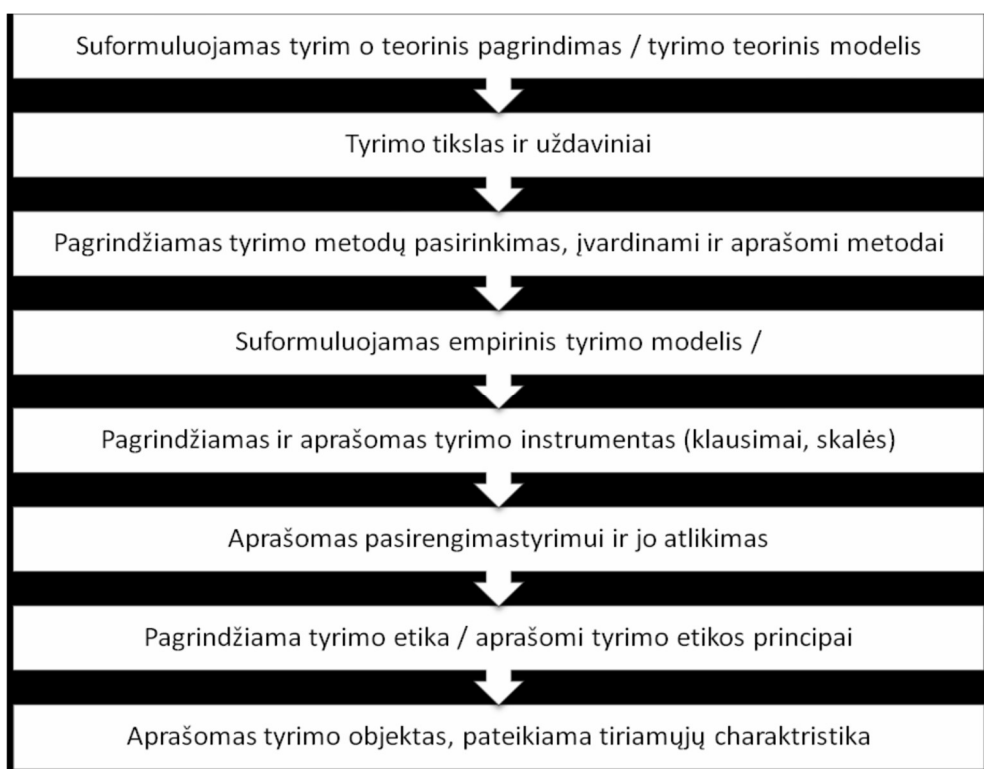 Suformuluojamas tyrim o teorinis pagrindimas / tyrimo teorinis modelis
Tyrimo tikslas ir uždaviniai
Pagrindžiamas tyrimo metodų pasirinkimas, įvardinami ir aprašomi metodai
Suformuluojamas empirinis tyrimo modelis /
Pagrindžiamas ir aprašomas tyrimo instrumentas (klausimai, skalės)
Aprašomas pasirengimastyrimui ir jo atlikimas
Pagrindžiama tyrimo etika / aprašomi tyrimo etikos principai
Aprašomas tyrimo objektas, pateikiama tiriamųjų charaktristika